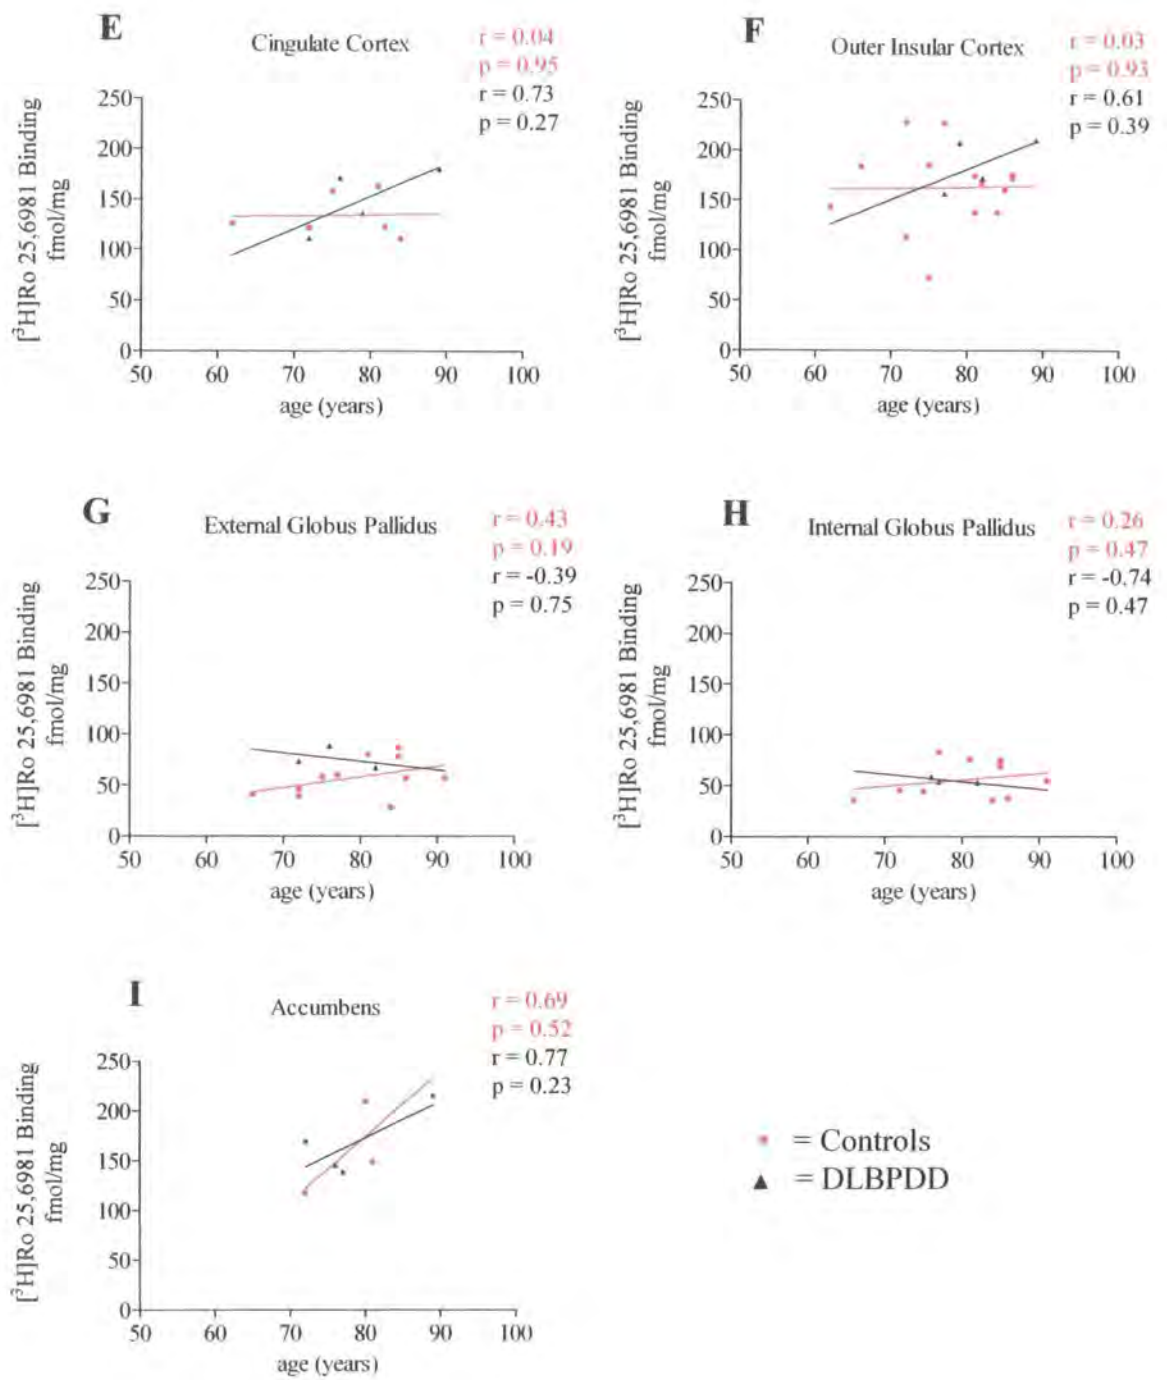 E
Cingulate Cortex
r = 0.04
p = 0.95
r = 0.73
p = 0.27
[³H]Ro 25,6981 Binding
fmol/mg
250
200
150
100
50
0
50 60 70 80 90 100
age (years)
F
Outer Insular Cortex
r = 0.03
p = 0.93
r = 0.61
p = 0.39
[³H]Ro 25,6981 Binding
fmol/mg
250
200
150
100
50
0
50 60 70 80 90 100
age (years)
G
External Globus Pallidus
r = 0.43
p = 0.19
r = -0.39
p = 0.75
[³H]Ro 25,6981 Binding
fmol/mg
250
200
150
100
50
0
50 60 70 80 90 100
age (years)
H
Internal Globus Pallidus
r = 0.26
p = 0.47
r = -0.74
p = 0.47
[³H]Ro 25,6981 Binding
fmol/mg
250
200
150
100
50
0
50 60 70 80 90 100
age (years)
I
Accumbens
r = 0.69
p = 0.52
r = 0.77
p = 0.23
[³H]Ro 25,6981 Binding
fmol/mg
250
200
150
100
50
0
50 60 70 80 90 100
age (years)
= Controls
= DLBPDD